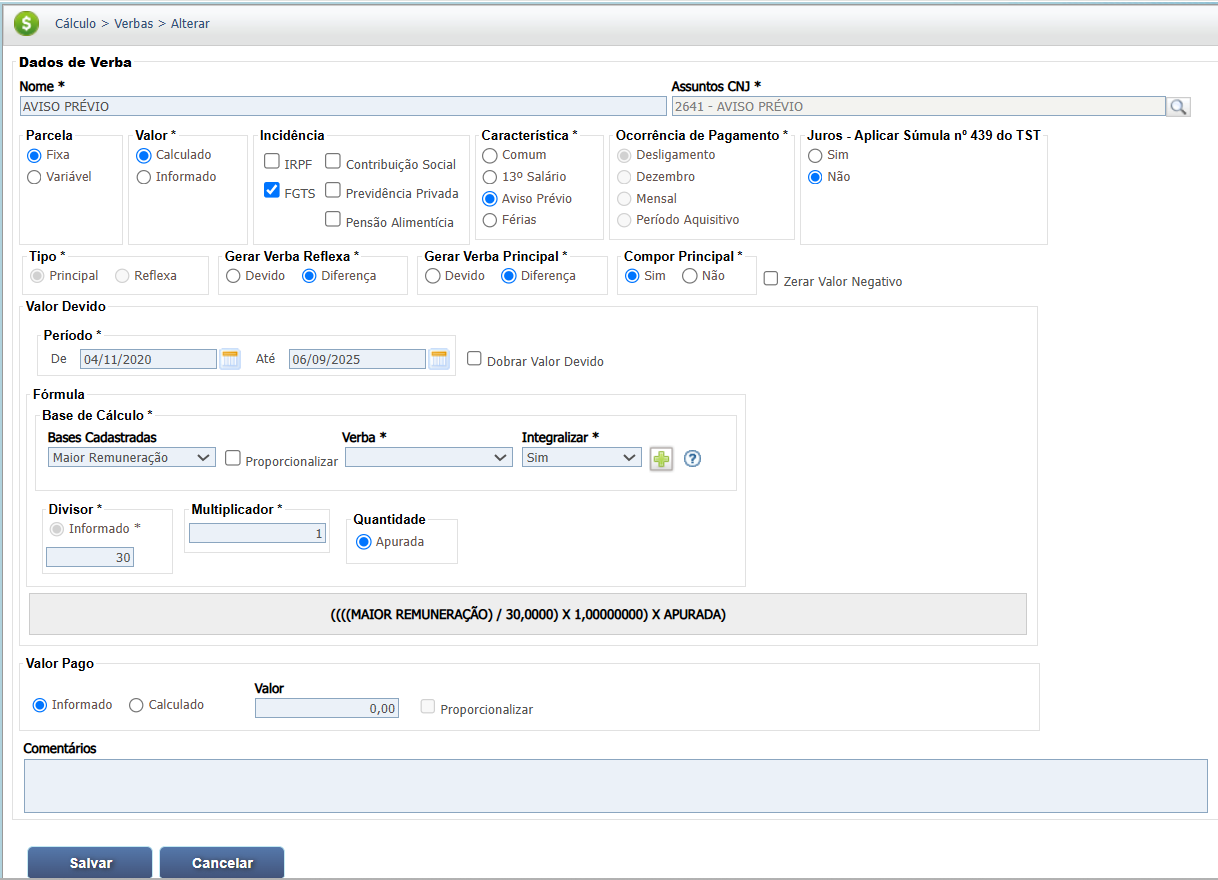 Cálculo > Verbas > Alterar
Dados de Verba
Nome * Assuntos CNJ *
AVISO PRÉVIO 2641 - AVISO PRÉVIO
Parcela Valor * Incidência Característica * Ocorrência de Pagamento * Juros - Aplicar Súmula nº 439 do TST
Fixa Calculado IRPF Contribuição Social Comum Desligamento Sim
Variável Informado FGTS Previdência Privada 13º Salário Dezembro Não
Pensão Alimentícia Aviso Prévio Mensal
Férias Período Aquisitivo
Tipo * Gerar Verba Reflexa * Gerar Verba Principal * Compor Principal *
Principal Reflexa Devido Diferença Devido Diferença Sim Não Zerar Valor Negativo
Valor Devido
Período *
De 04/11/2020 Até 06/09/2025 Dobrar Valor Devido
Fórmula
Base de Cálculo *
Bases Cadastradas Verba * Integralizar *
Maior Remuneração Proporcionalizar Sim ?
Divisor * Multiplicador * Quantidade
Informado * 1 Apurada
30
((((MAIOR REMUNERAÇÃO) / 30,0000) X 1,00000000) X APURADA)
Valor Pago
Informado Calculado Valor
0,00 Proporcionalizar
Comentários
Salvar Cancelar